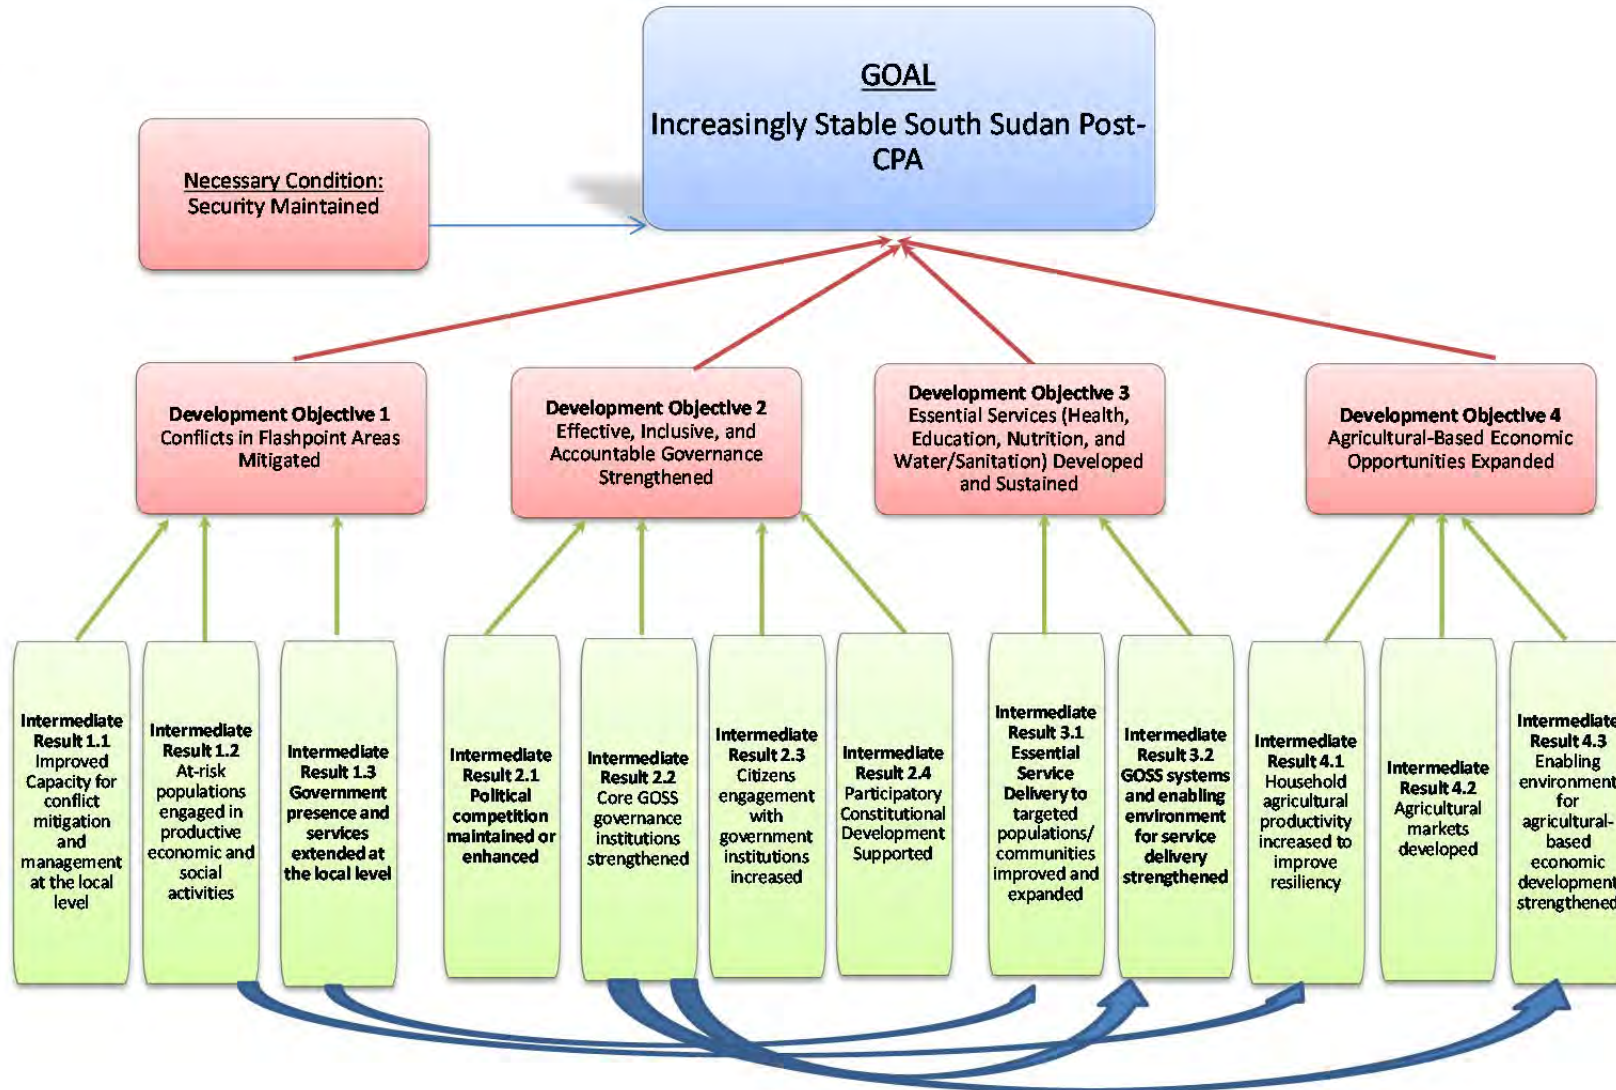 GOAL
Increasingly Stable South Sudan Post-
CPA
Necessary Condition:
Security Maintained
Development Objective 1
Conflicts in Flashpoint Areas
Mitigated
Development Objective 2
Effective, Inclusive, and
Accountable Governance
Strengthened
Development Objective 3
Essential Services (Health,
Education, Nutrition, and
Water/Sanitation) Developed
and Sustained
Development Objective 4
Agricultural-Based Economic
Opportunities Expanded
Intermediate
Result 1.1
Improved
Capacity for
conflict
mitigation
and
management
at the local
level
Intermediate
Result 1.2
At-risk
populations
engaged in
productive
economic and
social
activities
Intermediate
Result 1.3
Government
presence and
services
extended at
the local level
Intermediate
Result 2.1
Political
competition
maintained or
enhanced
Intermediate
Result 2.2
Core GOSS
governance
institutions
strengthened
Intermediate
Result 2.3
Citizens
engagement
with
government
institutions
increased
Intermediate
Result 2.4
Participatory
Constitutional
Development
Supported
Intermediate
Result 3.1
Essential
Service
Delivery to
targeted
populations/
communities
improved and
expanded
Intermediate
Result 3.2
GOSS systems
and enabling
environment
for service
delivery
strengthened
Intermediate
Result 4.1
Household
agricultural
productivity
increased to
improve
resiliency
Intermediate
Result 4.2
Agricultural
markets
developed
Intermediate
Result 4.3
Enabling
environment
for
agricultural-
based
economic
development
strengthened